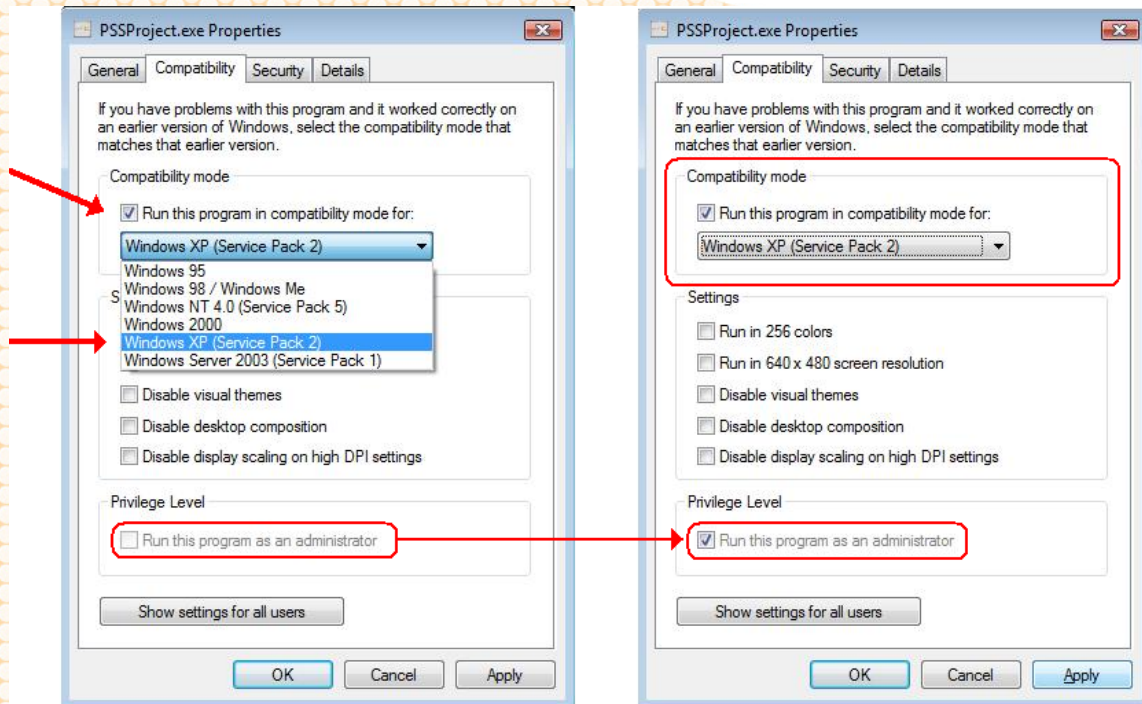 PSSProject.exe Properties
General Compatibility Security Details
If you have problems with this program and it worked correctly on
an earlier version of Windows, select the compatibility mode that
matches that earlier version.
Compatibility mode
Run this program in compatibility mode for:
Windows XP (Service Pack 2)
Windows 95
Windows 98 / Windows Me
Windows NT 4.0 (Service Pack 5)
Windows 2000
Windows XP (Service Pack 2)
Windows Server 2003 (Service Pack 1)
S
Disable visual themes
Disable desktop composition
Disable display scaling on high DPI settings
Privilege Level
Run this program as an administrator
Show settings for all users
OK Cancel Apply
PSSProject.exe Properties
General Compatibility Security Details
If you have problems with this program and it worked correctly on
an earlier version of Windows, select the compatibility mode that
matches that earlier version.
Compatibility mode
Run this program in compatibility mode for:
Windows XP (Service Pack 2)
Settings
Run in 256 colors
Run in 640 x 480 screen resolution
Disable visual themes
Disable desktop composition
Disable display scaling on high DPI settings
Privilege Level
Run this program as an administrator
Show settings for all users
OK Cancel Apply